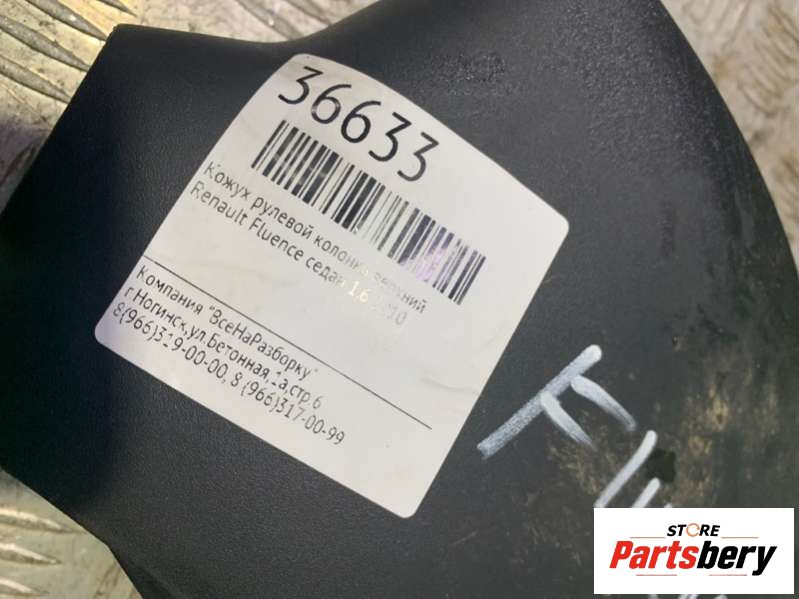 36633
Кожух рулевой колонки верхний
Renault Fluence седан 1.6 2010
Компания "ВсеНаРазборку"
г.Ногинск,ул.Бетонная,1а,стр.6
8(966)319-00-00, 8 (966)317-00-99
STORE
Partsbery